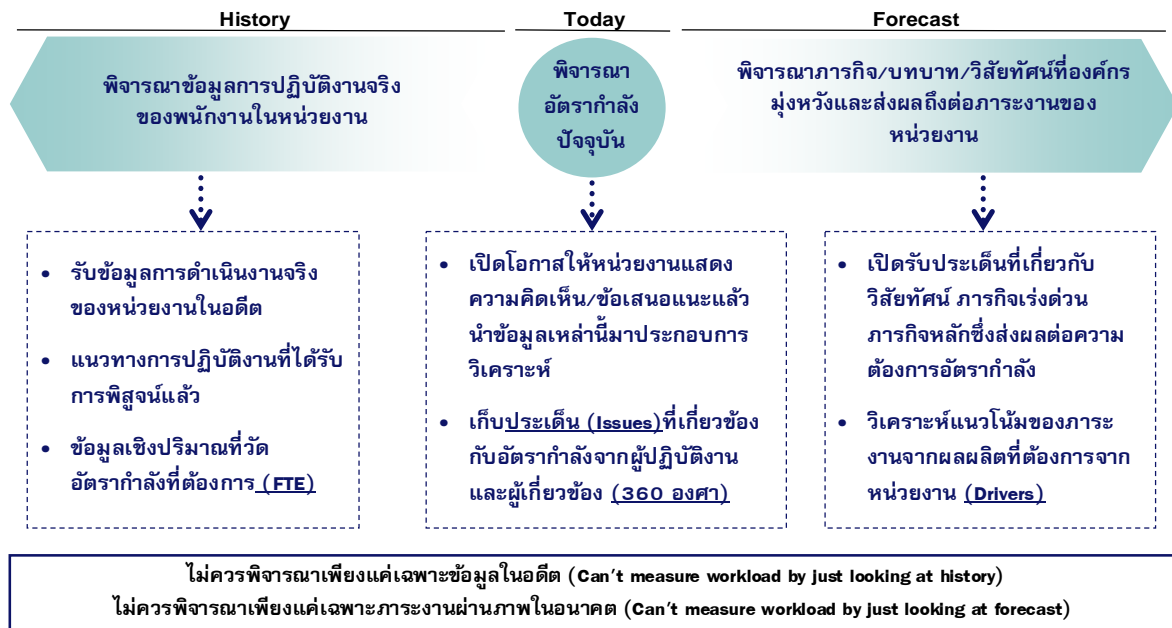 History
Today
Forecast
พิจารณาข้อมูลการปฏิบัติงานจริง
ของพนักงานในหน่วยงาน
พิจารณา
อัตรากำลัง
ปัจจุบัน
พิจารณาภารกิจ/บทบาท/วิสัยทัศน์ที่องค์กร
มุ่งหวังและส่งผลถึงต่อภาระงานของ
หน่วยงาน
• รับข้อมูลการดำเนินงานจริง
ของหน่วยงานในอดีต
• แนวทางการปฏิบัติงานที่ได้รับ
การพิสูจน์แล้ว
• ข้อมูลเชิงปริมาณที่วัด
อัตรากำลังที่ต้องการ (FTE)
• เปิดโอกาสให้หน่วยงานแสดง
ความคิดเห็น/ข้อเสนอแนะแล้ว
นำข้อมูลเหล่านี้มาประกอบการ
วิเคราะห์
• เก็บประเด็น (Issues)ที่เกี่ยวข้อง
กับอัตรากำลังจากผู้ปฏิบัติงาน
และผู้เกี่ยวข้อง (360 องศา)
• เปิดรับประเด็นที่เกี่ยวกับ
วิสัยทัศน์ ภารกิจเร่งด่วน
ภารกิจหลักซึ่งส่งผลต่อความ
ต้องการอัตรากำลัง
• วิเคราะห์แนวโน้มของภาระ
งานจากผลผลิตที่ต้องการจาก
หน่วยงาน (Drivers)
ไม่ควรพิจารณาเพียงแค่เฉพาะข้อมูลในอดีต (Can't measure workload by just looking at history)
ไม่ควรพิจารณาเพียงแค่เฉพาะภาระงานผ่านภาพในอนาคต (Can't measure workload by just looking at forecast)